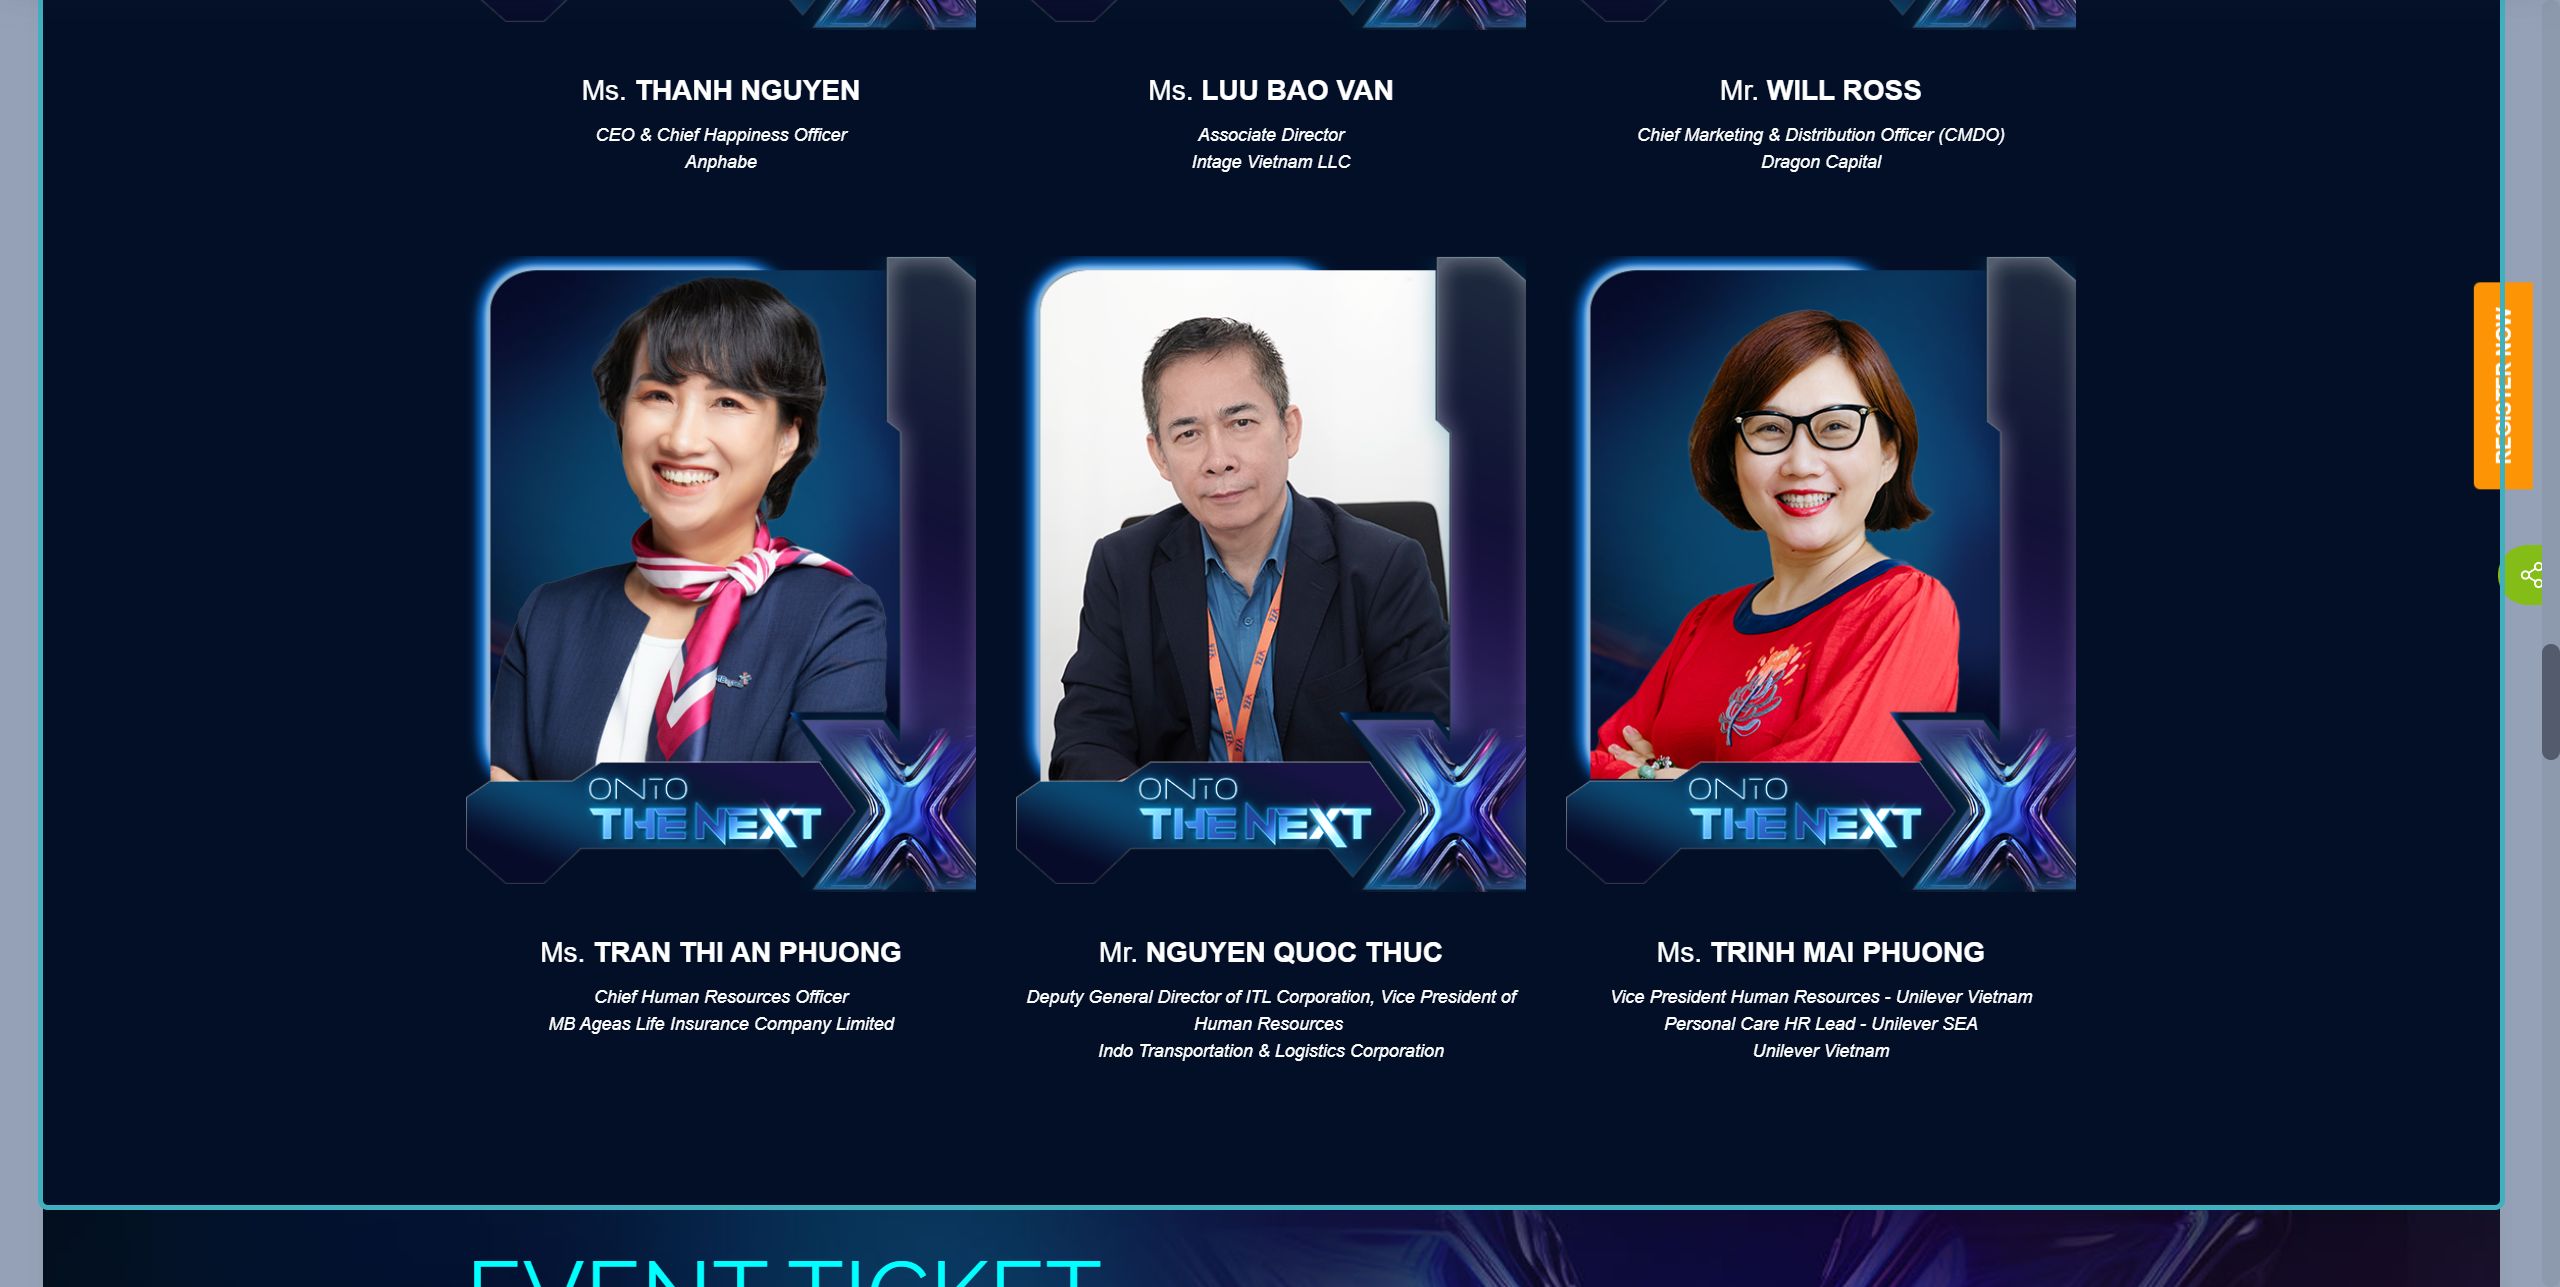 Ms. THANH NGUYEN
CEO & Chief Happiness Officer
Anphabe
Ms. LUU BAO VAN
Associate Director
Intage Vietnam LLC
Mr. WILL ROSS
Chief Marketing & Distribution Officer (CMDO)
Dragon Capital
REGISTER NOW
ONTO
THE NEXT
X
ONTO
THE NEXT
X
ONTO
THE NEXT
X
Ms. TRAN THI AN PHUONG
Chief Human Resources Officer
MB Ageas Life Insurance Company Limited
Mr. NGUYEN QUOC THUC
Deputy General Director of ITL Corporation, Vice President of
Human Resources
Indo Transportation & Logistics Corporation
Ms. TRINH MAI PHUONG
Vice President Human Resources - Unilever Vietnam
Personal Care HR Lead - Unilever SEA
Unilever Vietnam
EVENT TICKET